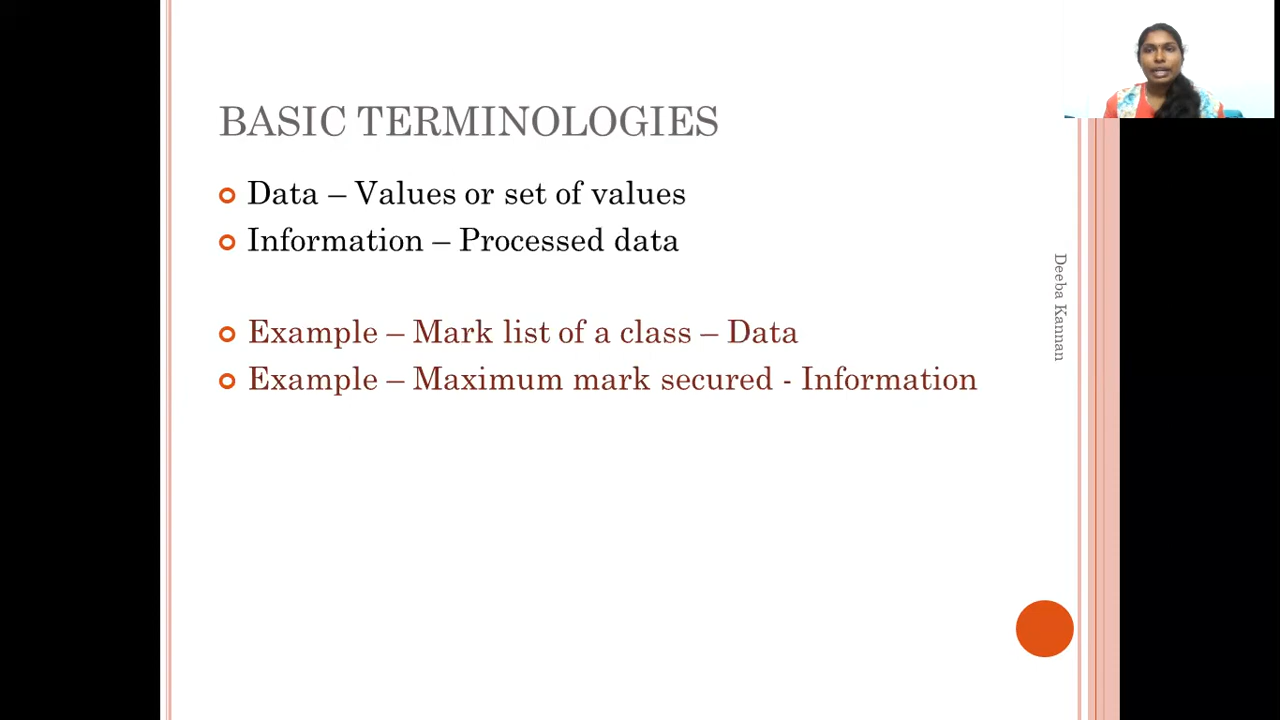 BASIC TERMINOLOGIES
Data – Values or set of values
Information – Processed data
Example – Mark list of a class – Data
Example – Maximum mark secured - Information
Deeba Kannan